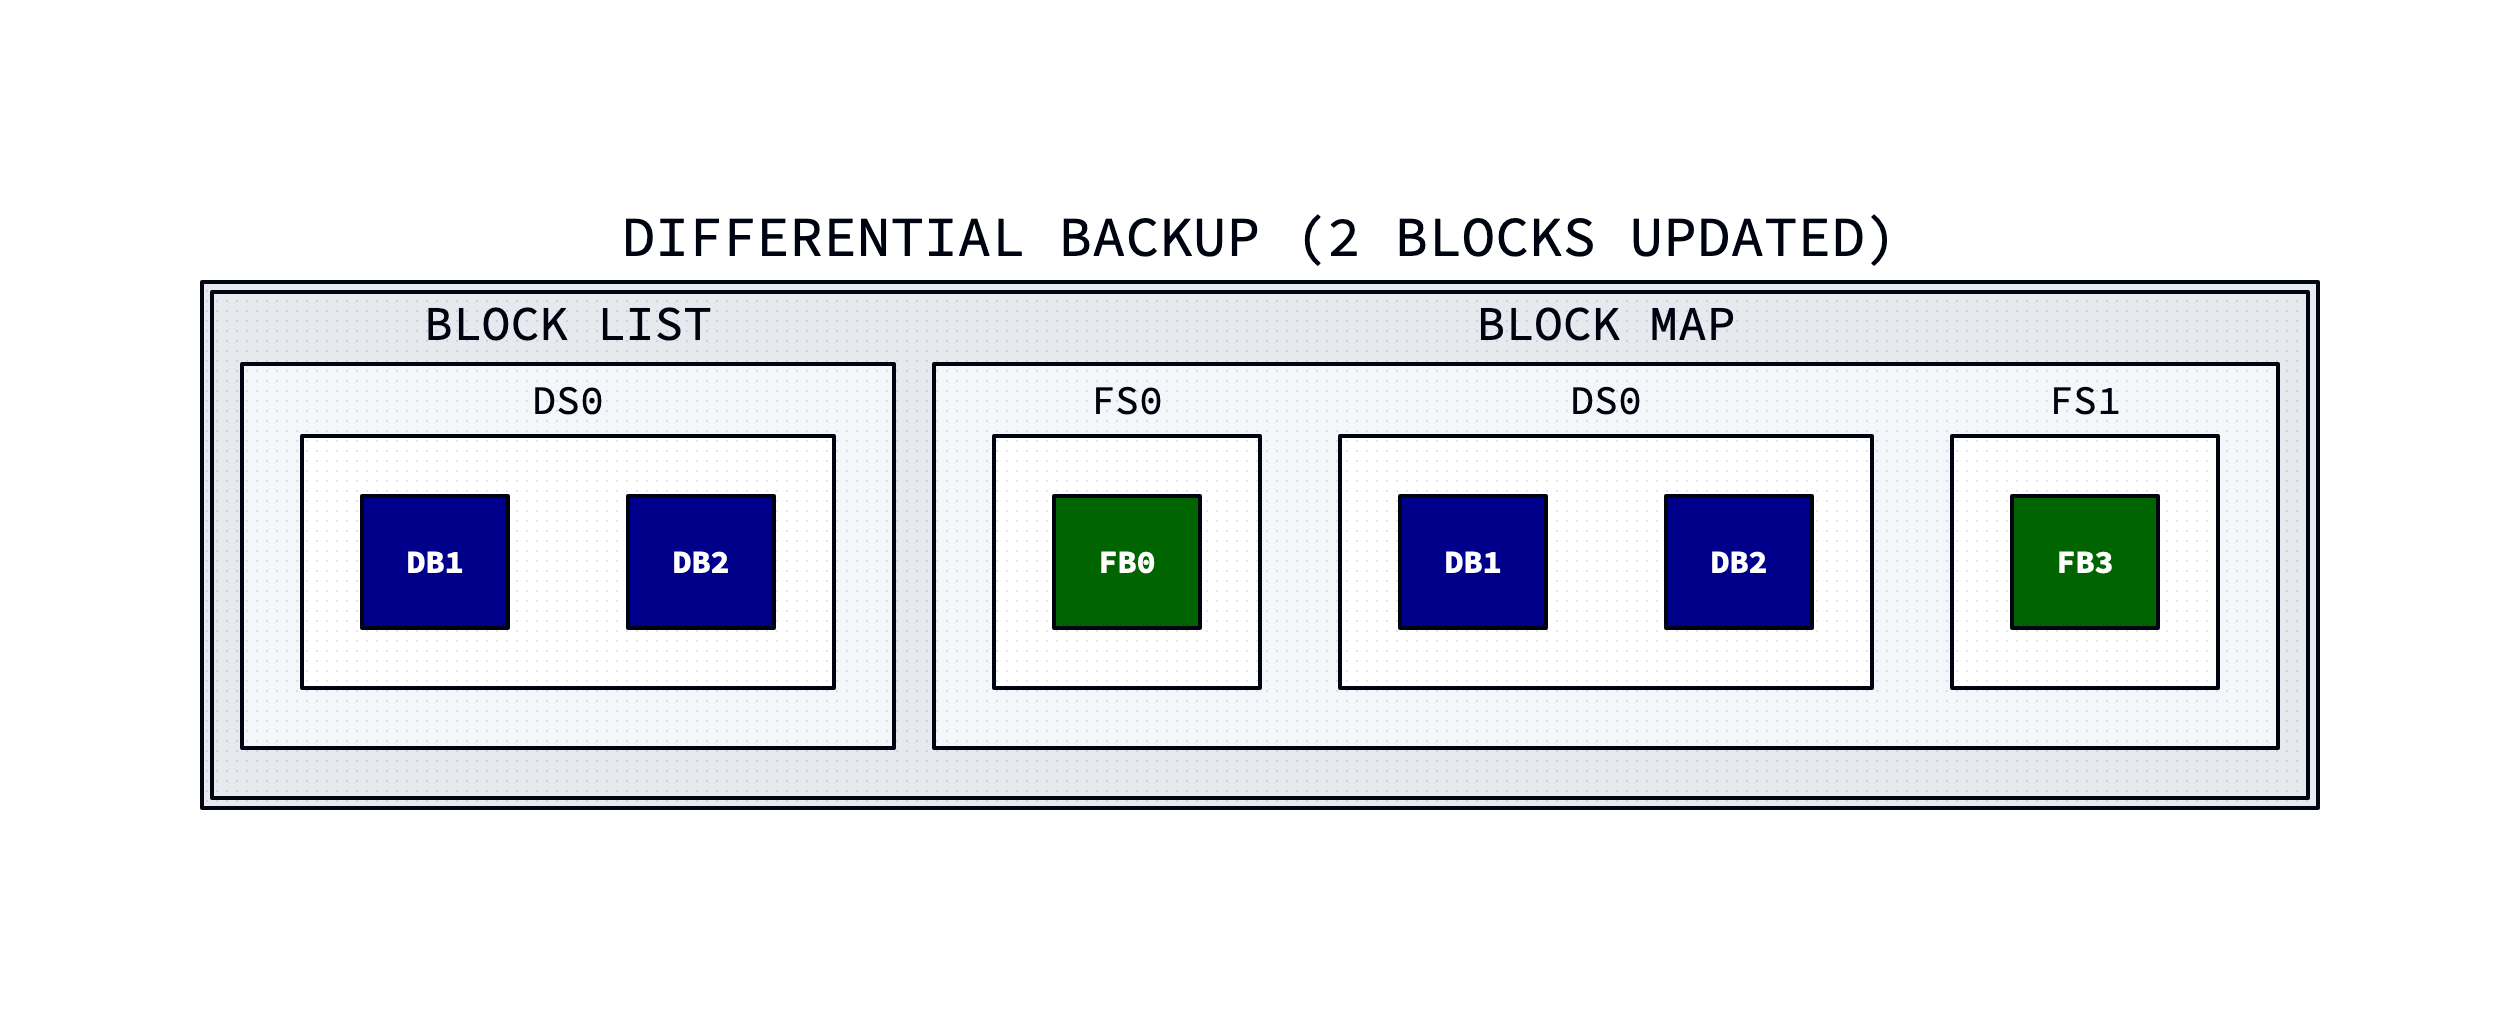 DIFFERENTIAL BACKUP (2 BLOCKS UPDATED)
BLOCK LIST
DS0
DB1
DB2
BLOCK MAP
FS0
FB0
DS0
DB1
DB2
FS1
FB3